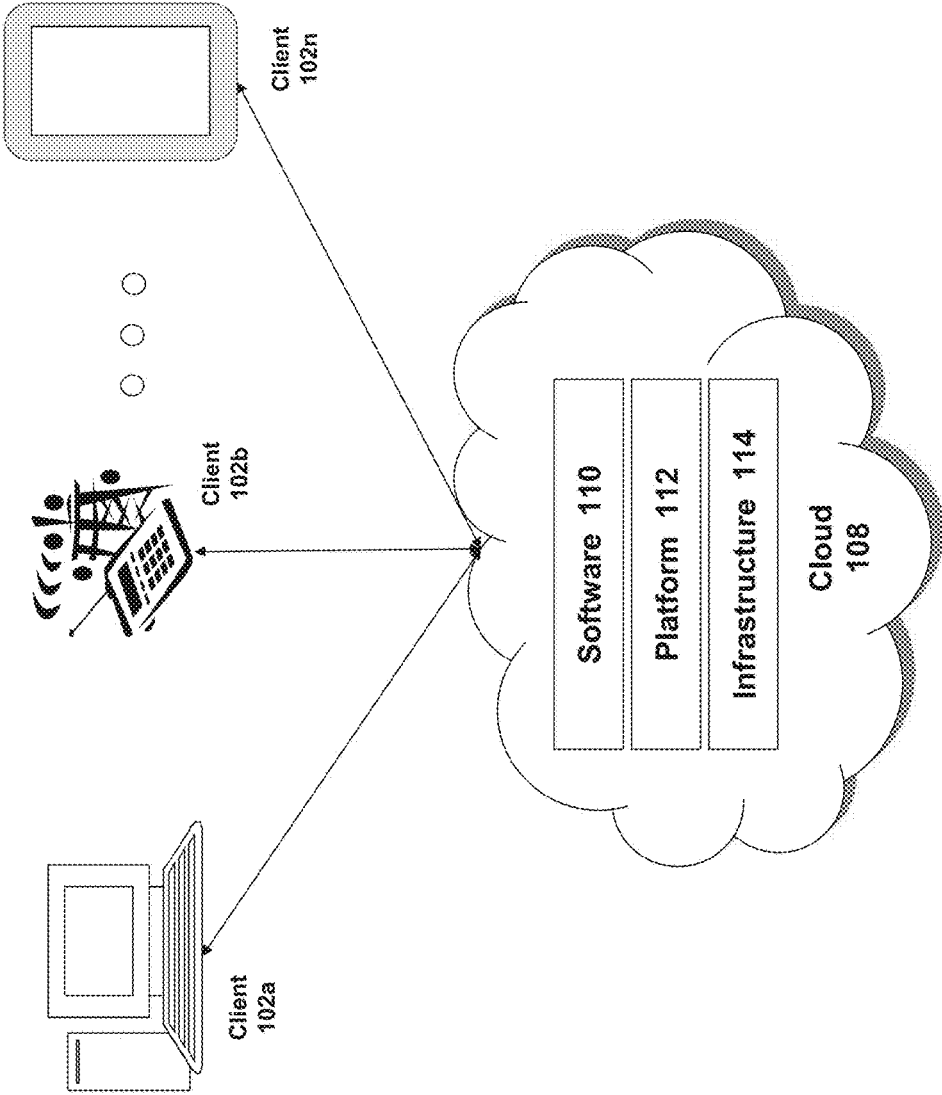 Client
102a
Client
102b
Client
102n
Software 110
Platform 112
Infrastructure 114
Cloud
108